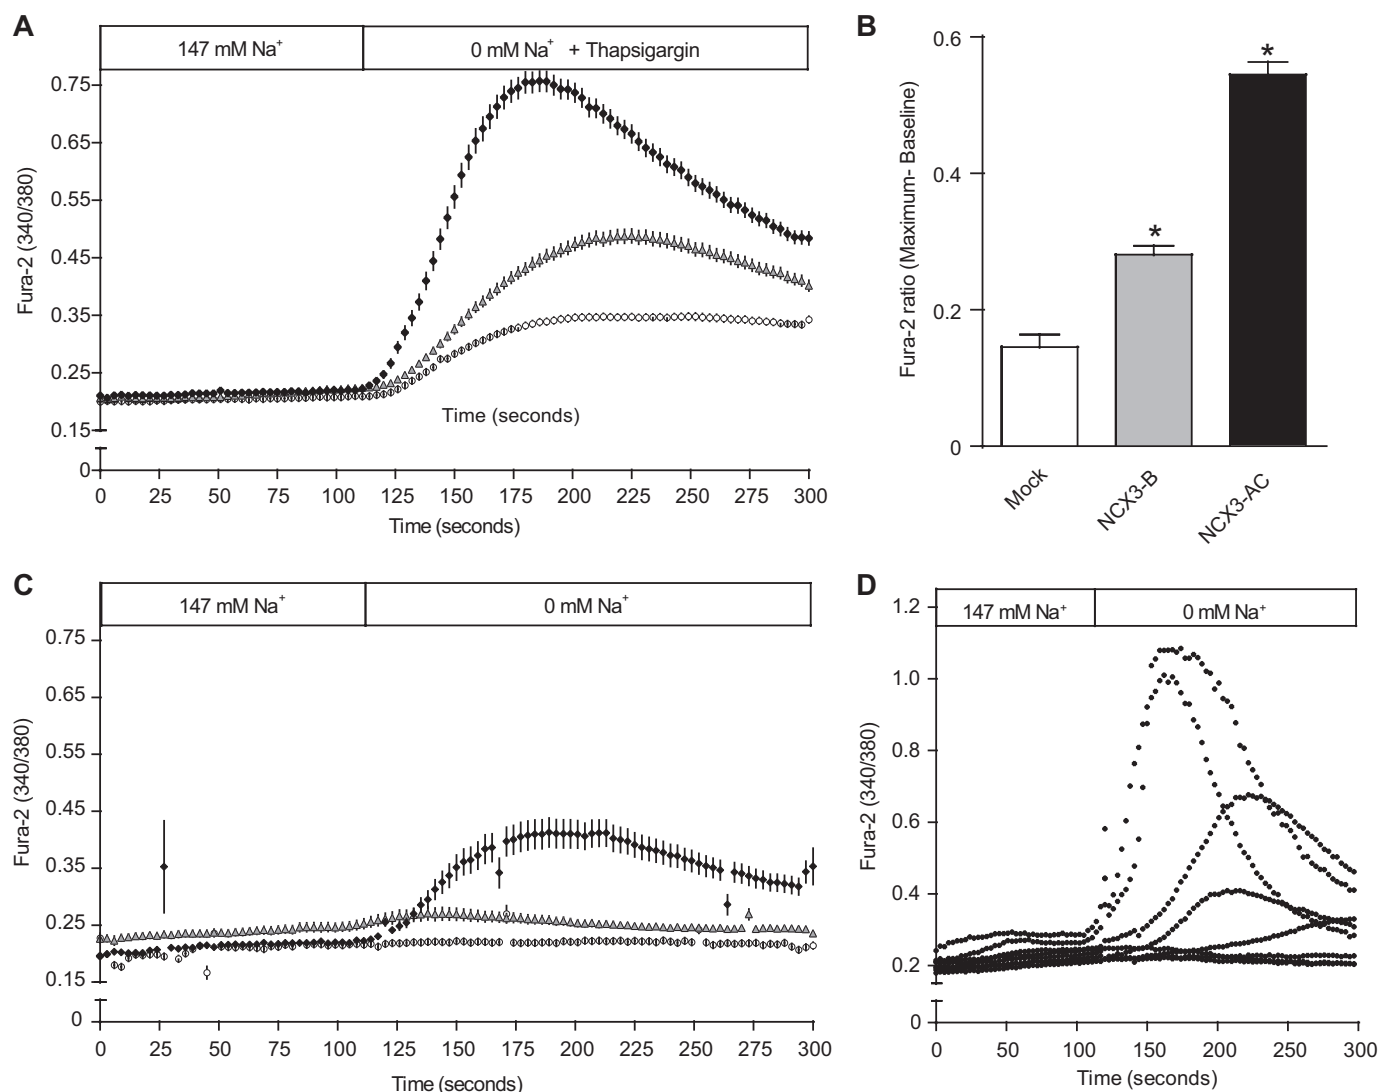 A
147 mM Na⁺
0 mM Na⁺ + Thapsigargin
Fura-2 (340/380)
0.75
0.65
0.55
0.45
0.35
0.25
0.15
0
Time (seconds)
0 25 50 75 100 125 150 175 200 225 250 275 300
Time (seconds)
B
Fura-2 ratio (Maximum- Baseline)
0.6
0.4
0.2
0
*
*
Mock
NCX3-B
NCX3-AC
C
147 mM Na⁺
0 mM Na⁺
Fura-2 (340/380)
0.75
0.65
0.55
0.45
0.35
0.25
0.15
0
0 25 50 75 100 125 150 175 200 225 250 275 300
Time (seconds)
D
147 mM Na⁺
0 mM Na⁺
Fura-2 (340/380)
1.2
1.0
0.8
0.6
0.4
0.2
0
0 50 100 150 200 250 300
Time (seconds)